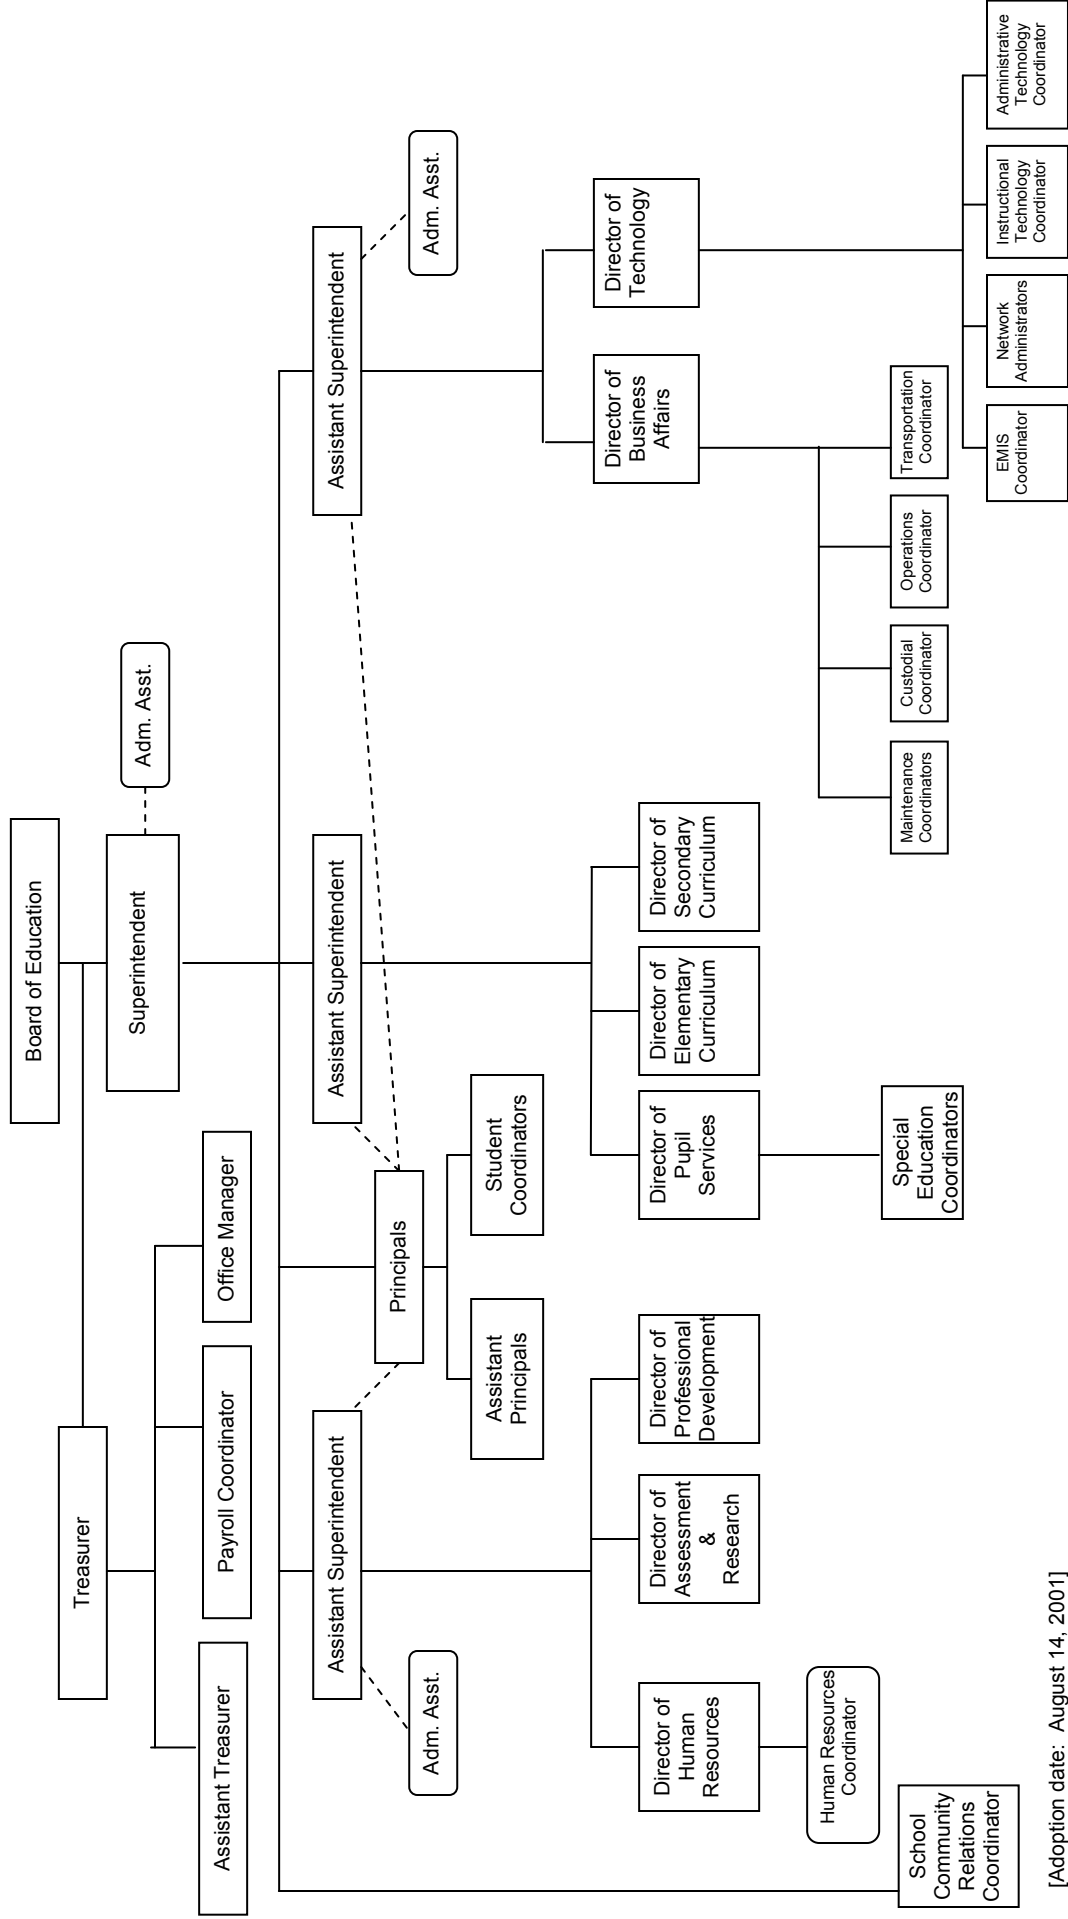 Board of Education
Treasurer
Superintendent
Adm. Asst.
Assistant Treasurer
Payroll Coordinator
Office Manager
Assistant Superintendent
Assistant Superintendent
Assistant Superintendent
Principals
Adm. Asst.
Adm. Asst.
Assistant
Principals
Student
Coordinators
Director of
Business
Affairs
Director of
Technology
Director of
Human
Resources
Director of
Assessment
&
Research
Director of
Professional
Development
Director of
Pupil
Services
Director of
Elementary
Curriculum
Director of
Secondary
Curriculum
Human Resources
Coordinator
School
Community
Relations
Coordinator
Special
Education
Coordinators
Maintenance
Coordinators
Custodial
Coordinator
Operations
Coordinator
Transportation
Coordinator
EMIS
Coordinator
Network
Administrators
Instructional
Technology
Coordinator
Administrative
Technology
Coordinator
[Adoption date: August 14, 2001]